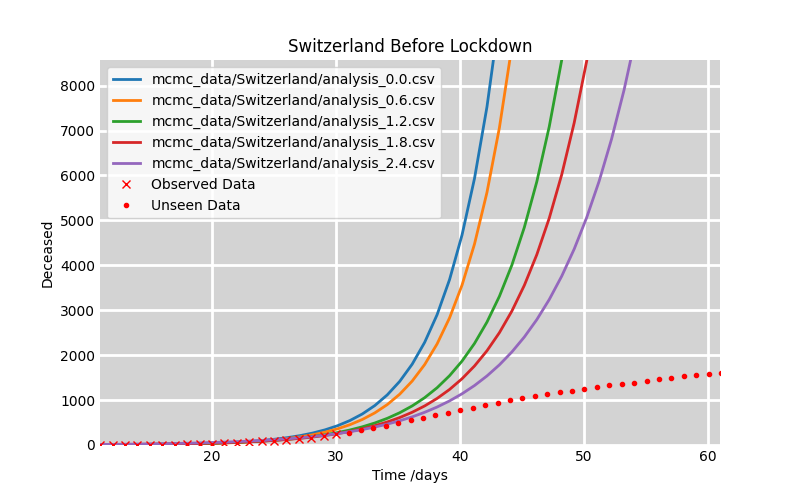 Switzerland Before Lockdown
mcmc_data/Switzerland/analysis_0.0.csv
mcmc_data/Switzerland/analysis_0.6.csv
mcmc_data/Switzerland/analysis_1.2.csv
mcmc_data/Switzerland/analysis_1.8.csv
mcmc_data/Switzerland/analysis_2.4.csv
Observed Data
Unseen Data
Deceased
8000
7000
6000
5000
4000
3000
2000
1000
0
20 30 40 50 60
Time /days